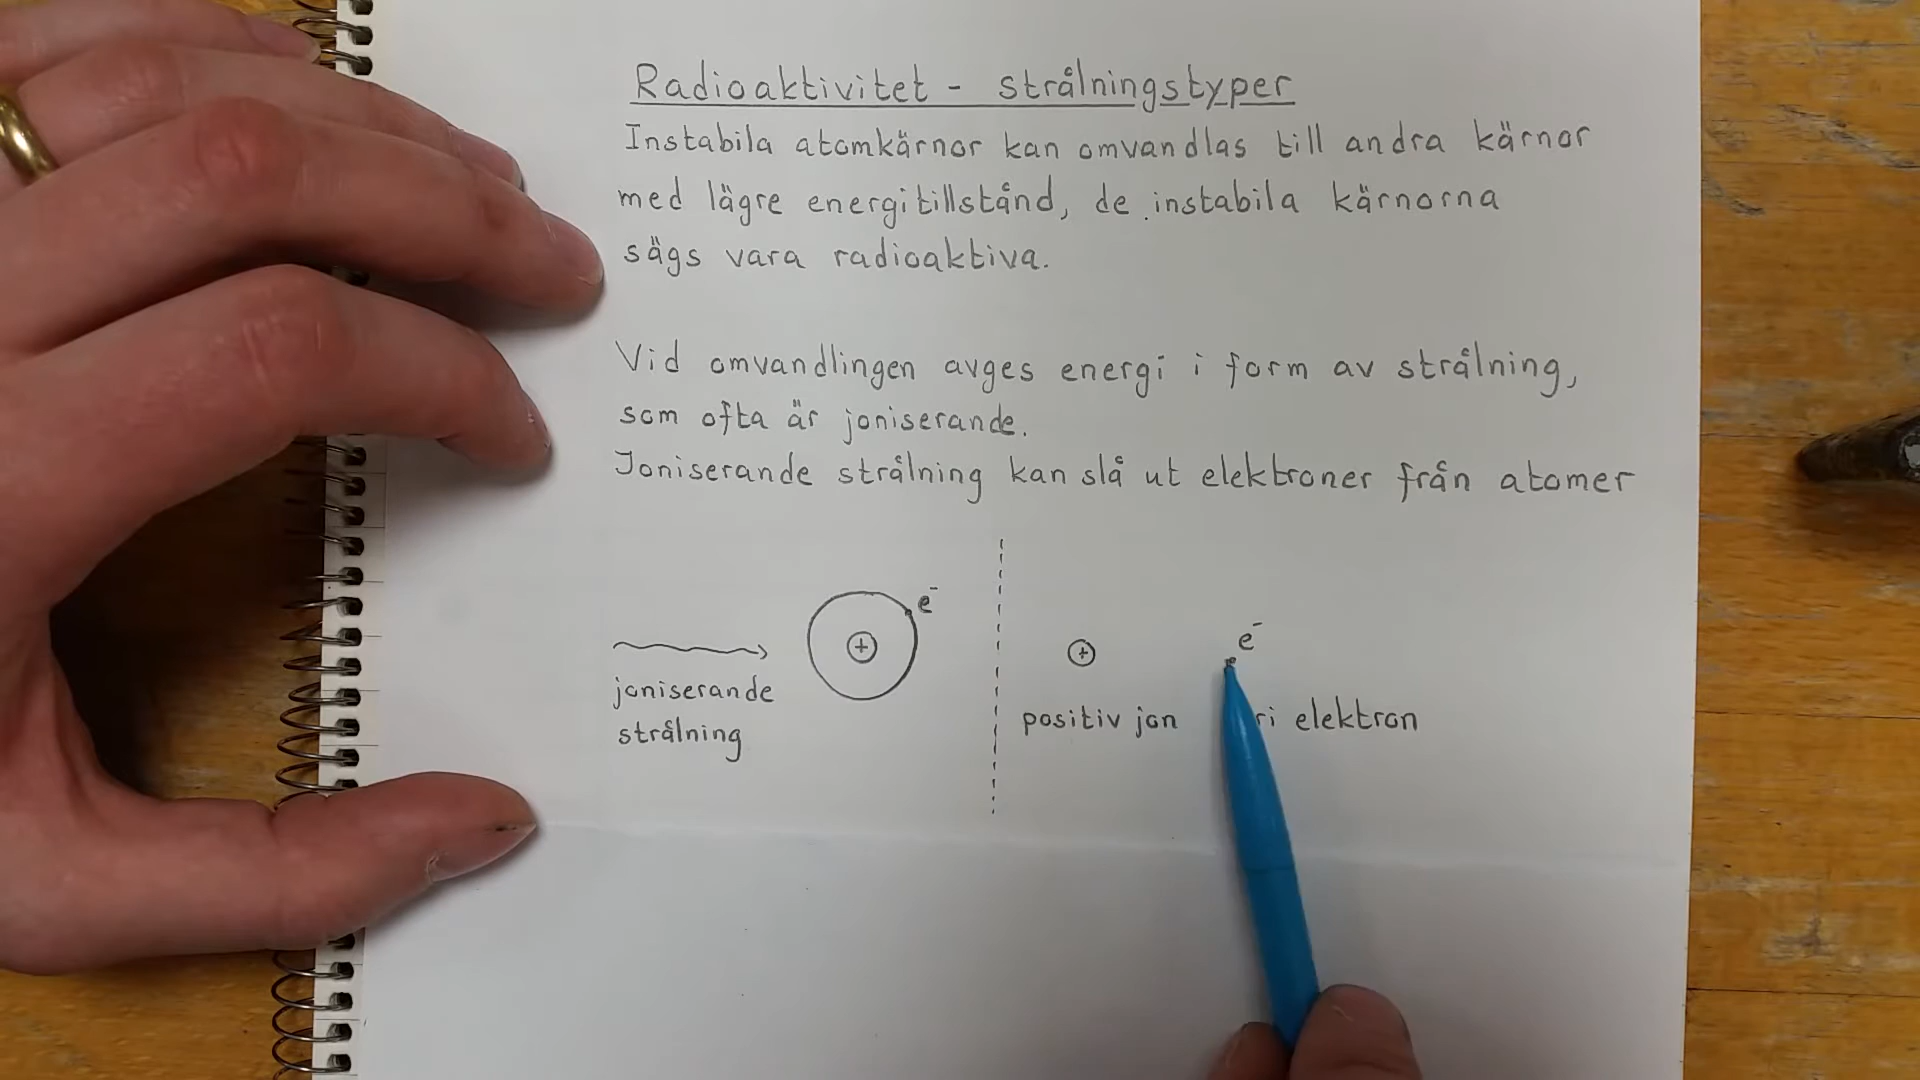 Radioaktivitet - strålningstyper
Instabila atomkärnor kan omvandlas till andra kärnor
med lägre energitillstånd, de instabila kärnorna
sägs vara radioaktiva.
Vid omvandlingen avges energi i form av strålning,
som ofta är joniserande.
Joniserande strålning kan slå ut elektroner från atomer
e⁻
+
joniserande
strålning
e⁻
+
positiv jon
elektron